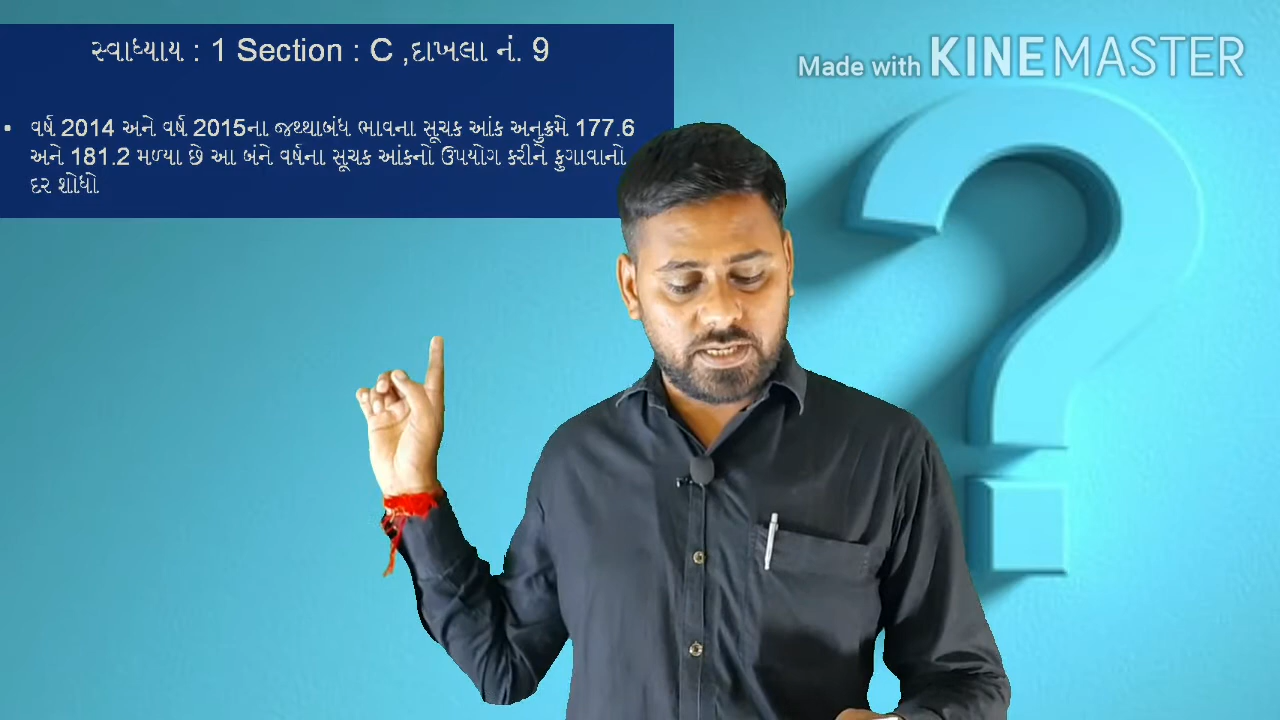 સ્વાધ્યાય : 1 Section : C ,દાખલા નં. 9
Made with KINEMASTER
▪ વર્ષ 2014 અને વર્ષ 2015ના જથ્થાબંધ ભાવના સૂચક આંક અનુક્રમે 177.6
અને 181.2 મળ્યા છે આ બંને વર્ષના સૂચક આંકનો ઉપયોગ કરીને ફુગાવાનો
દર શોધો